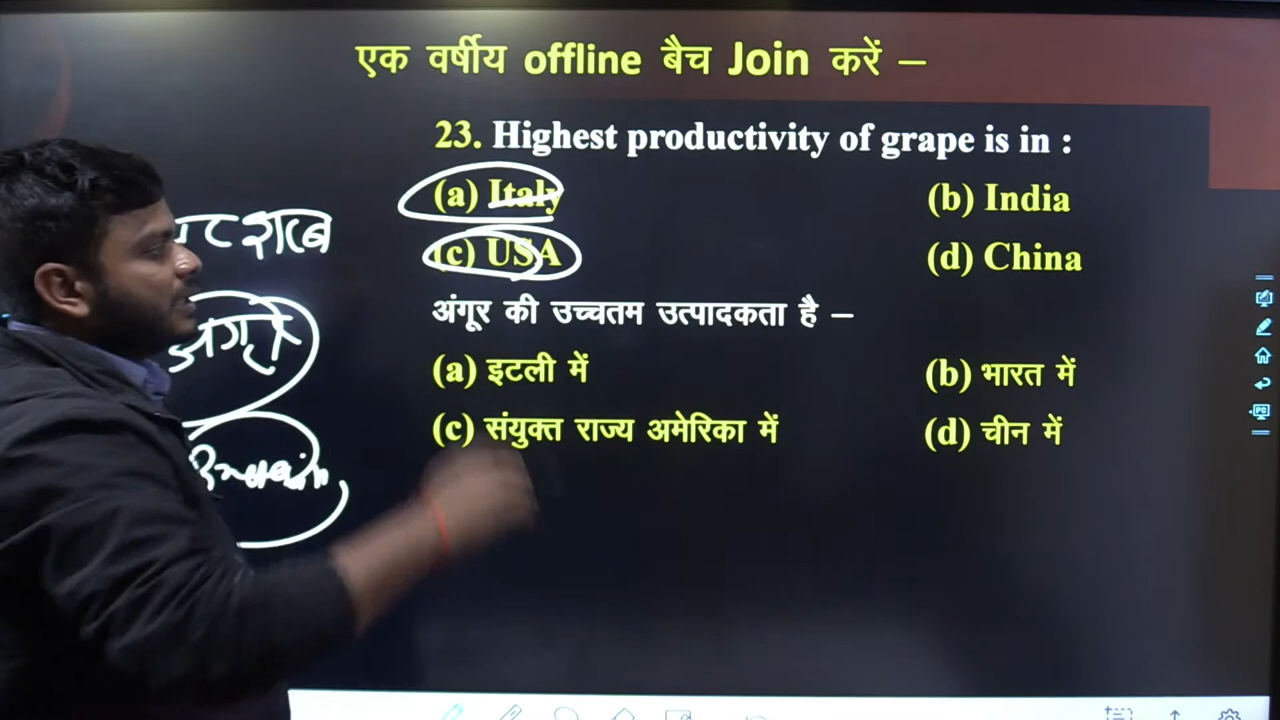 एक वर्षीय offline बैच Join करें –
23. Highest productivity of grape is in :
(a) Italy
(b) India
(c) USA
(d) China
अंगूर की उच्चतम उत्पादकता है –
(a) इटली में
(b) भारत में
(c) संयुक्त राज्य अमेरिका में
(d) चीन में